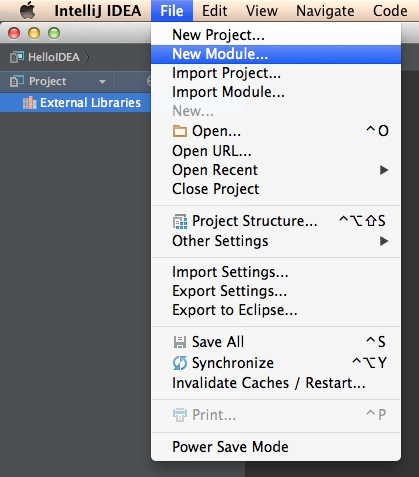 IntelliJ IDEA File Edit View Navigate Code
HelloIDEA
Project
External Libraries
New Project...
New Module...
Import Project...
Import Module...
New...
Open... ^O
Open URL...
Open Recent ▶
Close Project
Project Structure... ^⌥⇧S
Other Settings ▶
Import Settings...
Export Settings...
Export to Eclipse...
Save All ^S
Synchronize ^⌥Y
Invalidate Caches / Restart...
Print... ^P
Power Save Mode